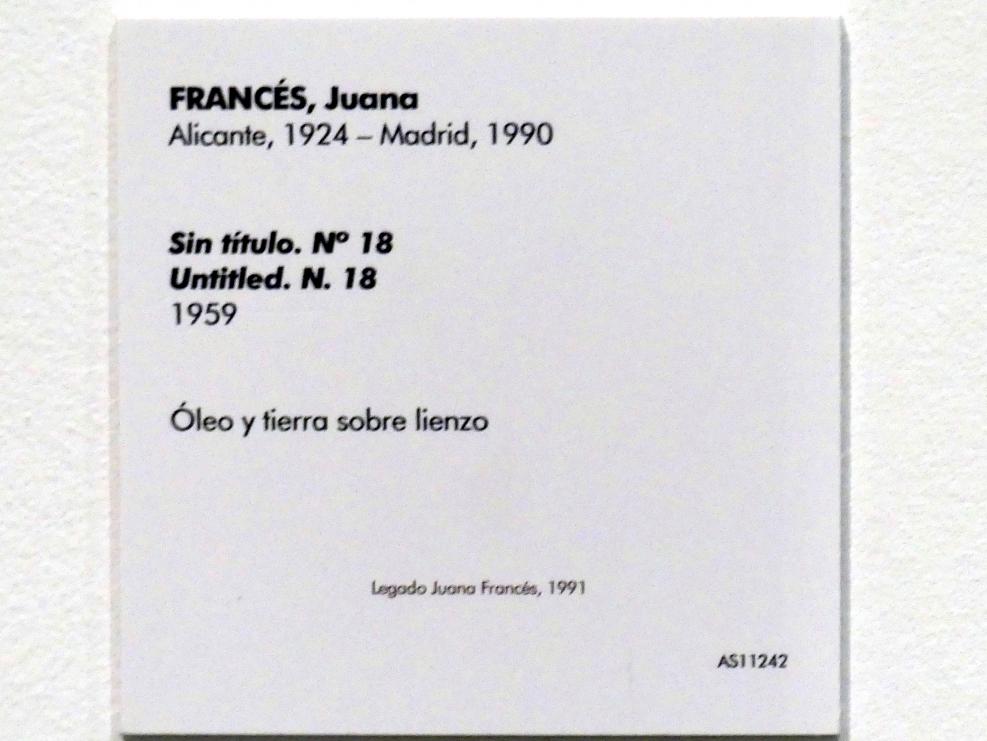 FRANCÉS, Juana
Alicante, 1924 – Madrid, 1990
Sin título. Nº 18
Untitled. N. 18
1959
Óleo y tierra sobre lienzo
Legado Juana Francés, 1991
AS11242